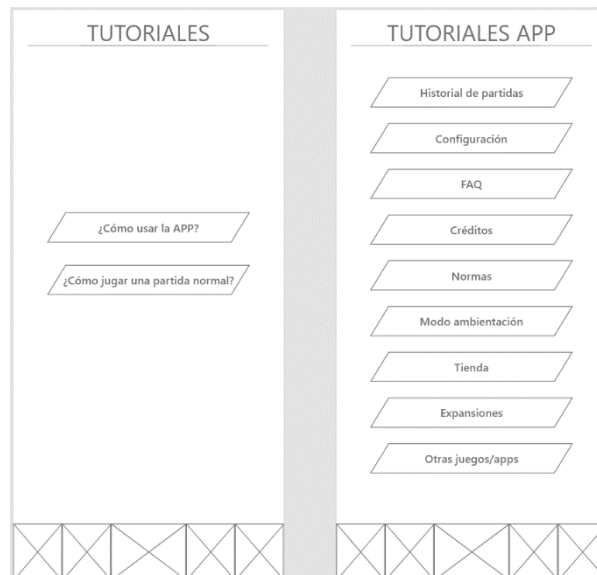 TUTORIALES
¿Cómo usar la APP?
¿Cómo jugar una partida normal?
TUTORIALES APP
Historial de partidas
Configuración
FAQ
Créditos
Normas
Modo ambientación
Tienda
Expansiones
Otras juegos/apps